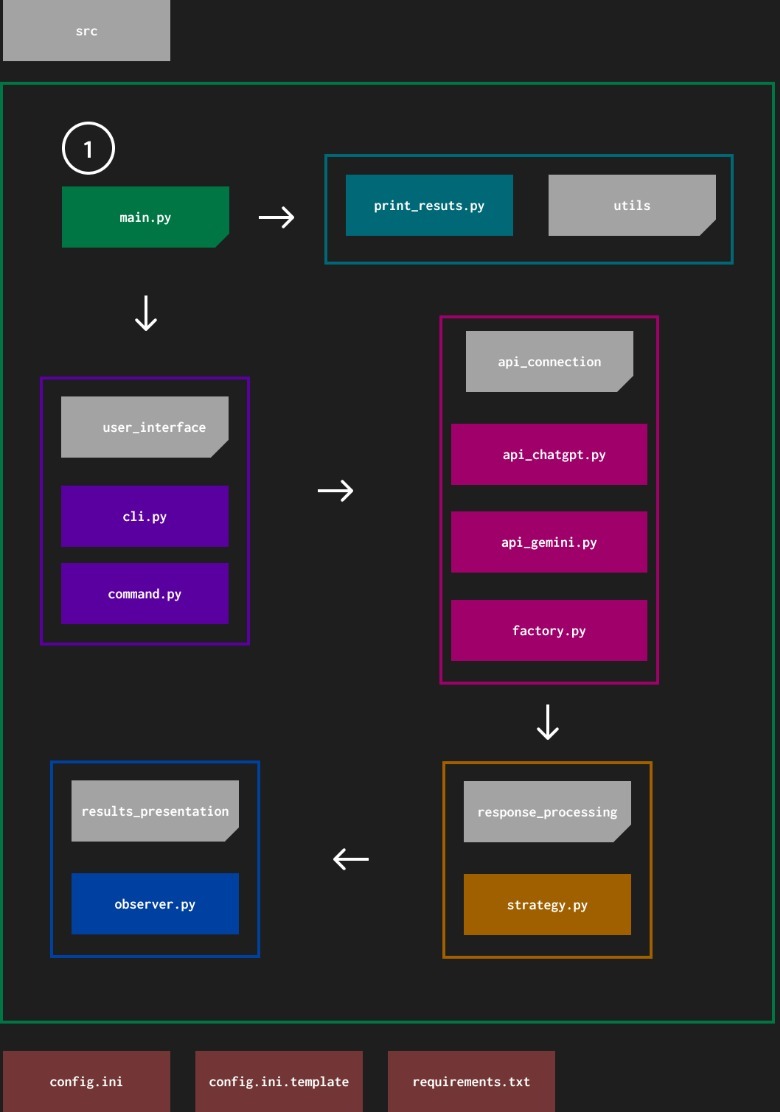 src
1
main.py
print_resuts.py
utils
user_interface
cli.py
command.py
api_connection
api_chatgpt.py
api_gemini.py
factory.py
results_presentation
observer.py
response_processing
strategy.py
config.ini
config.ini.template
requirements.txt